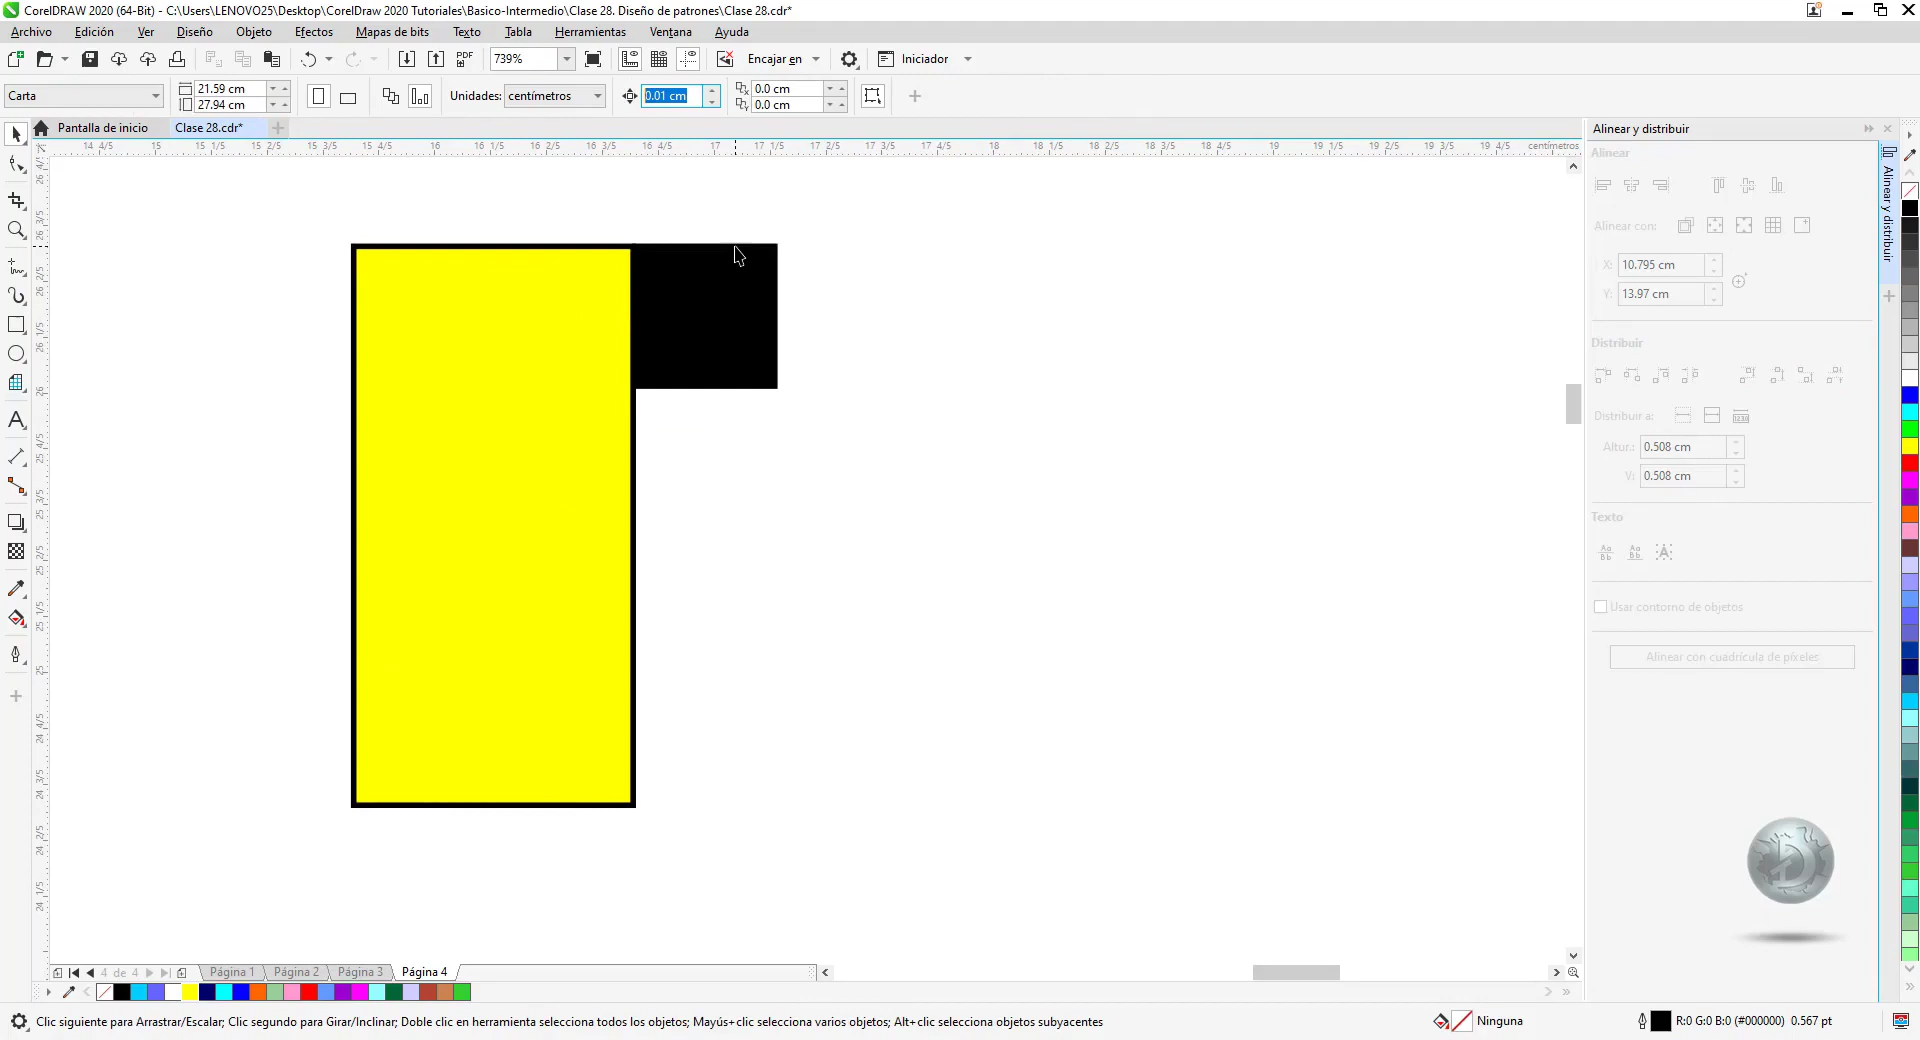 CorelDRAW 2020 (64-Bit) - C:\Users\LENOVO25\Desktop\CorelDraw 2020 Tutoriales\Basico-Intermedio\Clase 28. Diseño de patrones\Clase 28.cdr*
Archivo Edición Ver Diseño Objeto Efectos Mapas de bits Texto Tabla Herramientas Ventana Ayuda
PDF 739% Encajar en Iniciador
Carta 21.59 cm 27.94 cm Unidades: centímetros 0.01 cm 0.0 cm 0.0 cm
Pantalla de inicio Clase 28.cdr*
14 4/5 15 15 1/5 15 2/5 15 3/5 15 4/5 16 16 1/5 16 2/5 16 3/5 16 4/5 17 17 1/5 17 2/5 17 3/5 17 4/5 18 18 1/5 18 2/5 18 3/5 18 4/5 19 19 1/5 19 2/5 19 3/5 19 4/5 centímetros
Alinear y distribuir
Alinear
Alinear con:
X: 10.795 cm
Y: 13.97 cm
Distribuir
Distribuir a:
Altur.: 0.508 cm
V: 0.508 cm
Texto
Usar contorno de objetos
Alinear con cuadrícula de píxeles
Alinear y distribuir
4 de 4 Página 1 Página 2 Página 3 Página 4
Clic siguiente para Arrastrar/Escalar; Clic segundo para Girar/Inclinar; Doble clic en herramienta selecciona todos los objetos; Mayús+clic selecciona varios objetos; Alt+clic selecciona objetos subyacentes
Ninguna
R:0 G:0 B:0 (#000000) 0.567 pt